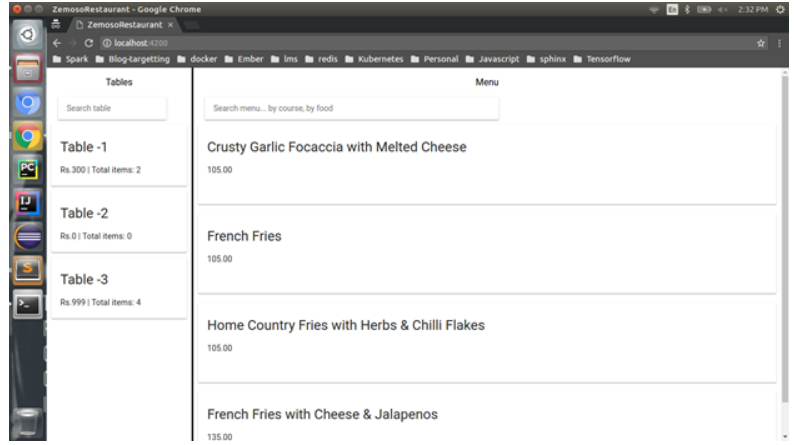 ZemosoRestaurant - Google Chrome
En
2:32 PM
ZemosoRestaurant ×
localhost:4200
Spark Blog-targetting docker Ember lms redis Kubernetes Personal Javascript sphinx Tensorflow
Tables
Search table
Table -1
Rs.300 | Total items: 2
Table -2
Rs.0 | Total items: 0
Table -3
Rs.999 | Total items: 4
Menu
Search menu... by course, by food
Crusty Garlic Focaccia with Melted Cheese
105.00
French Fries
105.00
Home Country Fries with Herbs & Chilli Flakes
105.00
French Fries with Cheese & Jalapenos
135.00
PC
IJ
S
>_